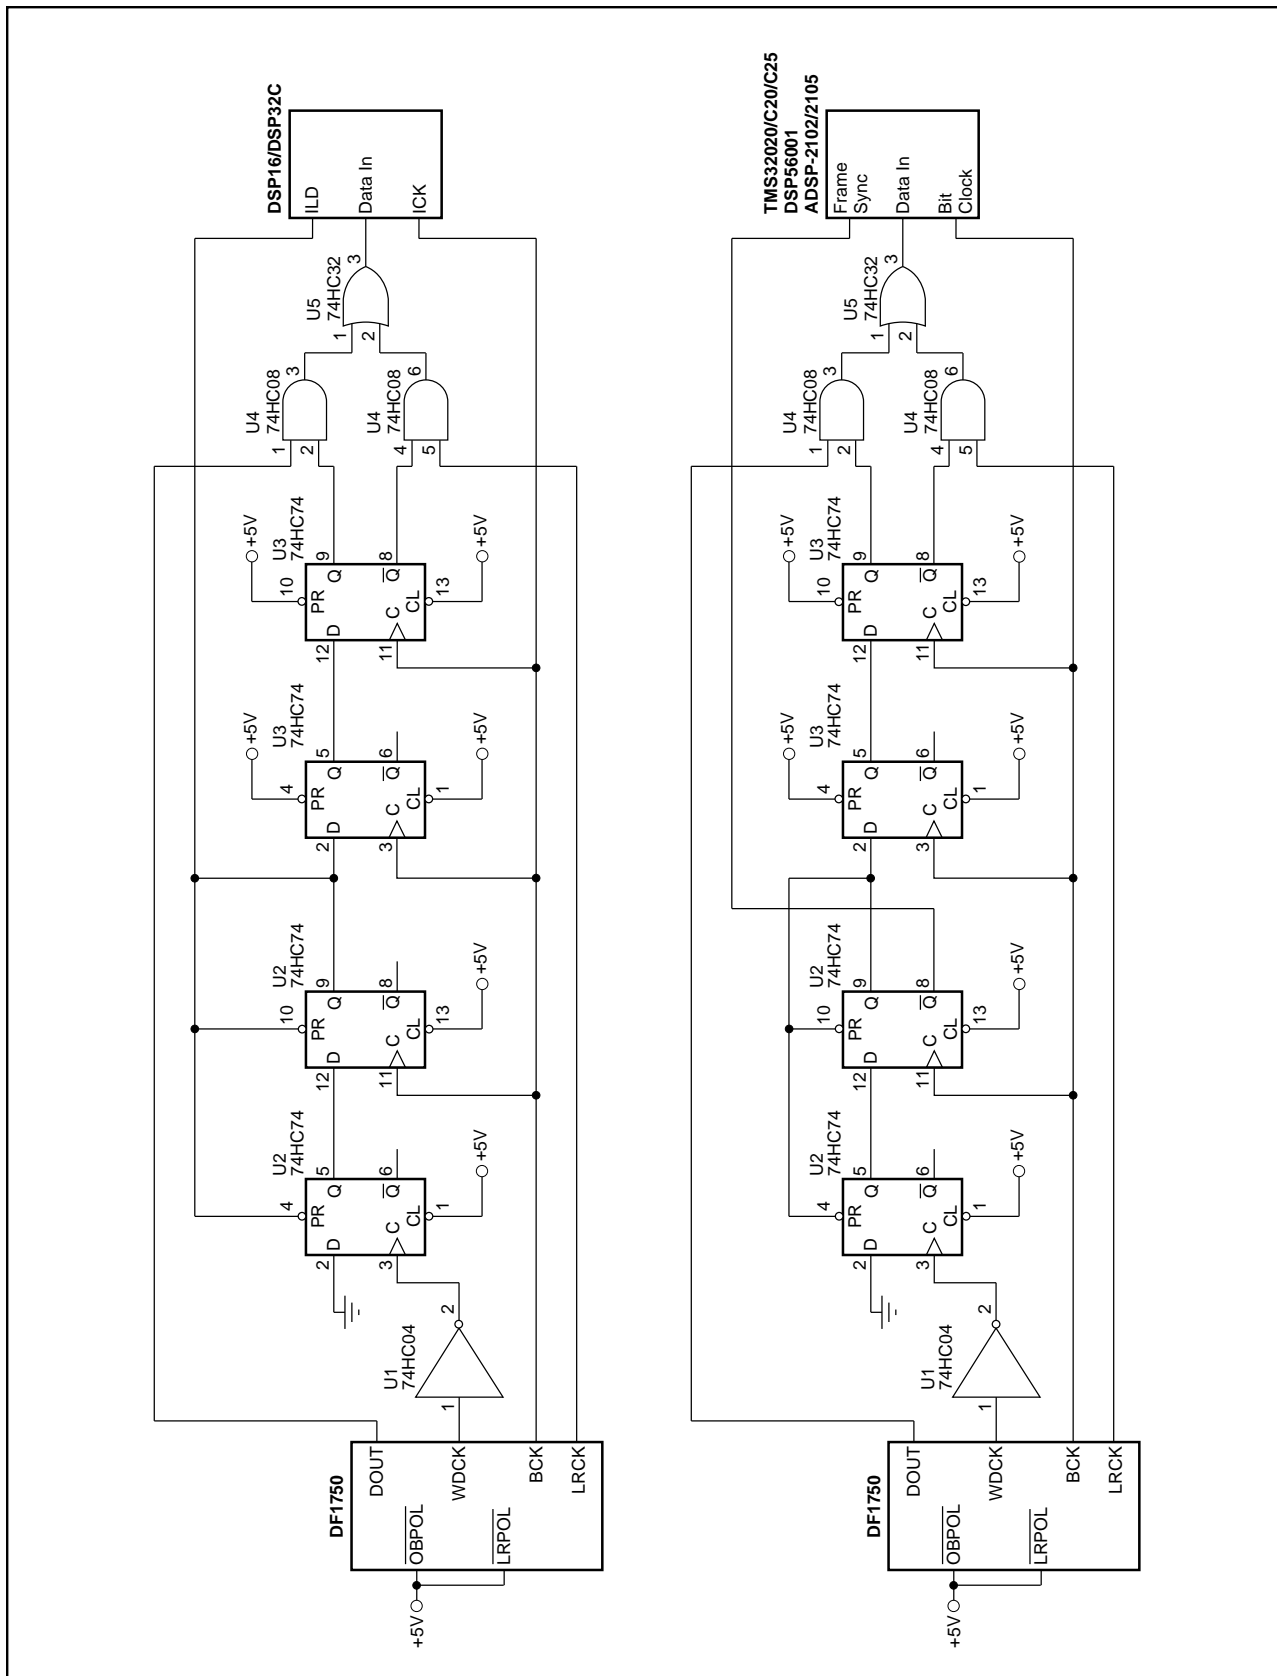 DF1750
+5V
OBPOL
LRPOL
DOUT
WDCK
BCK
LRCK
1
U1
74HC04
2
U2
74HC74
4
PR
2
D
Q
5
3
C
Q
6
CL
1
+5V
U2
74HC74
10
PR
12
D
Q
9
11
C
Q
8
CL
13
+5V
+5V
U3
74HC74
4
PR
2
D
Q
5
3
C
Q
6
CL
1
+5V
+5V
U3
74HC74
10
PR
12
D
Q
9
11
C
Q
8
CL
13
+5V
U4
74HC08
1
2
3
U4
74HC08
4
5
6
U5
74HC32
1
2
3
DSP16/DSP32C
ILD
Data In
ICK
DF1750
+5V
OBPOL
LRPOL
DOUT
WDCK
BCK
LRCK
1
U1
74HC04
2
U2
74HC74
4
PR
2
D
Q
5
3
C
Q
6
CL
1
+5V
U2
74HC74
10
PR
12
D
Q
9
11
C
Q
8
CL
13
+5V
+5V
U3
74HC74
4
PR
2
D
Q
5
3
C
Q
6
CL
1
+5V
+5V
U3
74HC74
10
PR
12
D
Q
9
11
C
Q
8
CL
13
+5V
U4
74HC08
1
2
3
U4
74HC08
4
5
6
U5
74HC32
1
2
3
TMS32020/C20/C25
DSP56001
ADSP-2102/2105
Frame
Sync
Data In
Bit
Clock